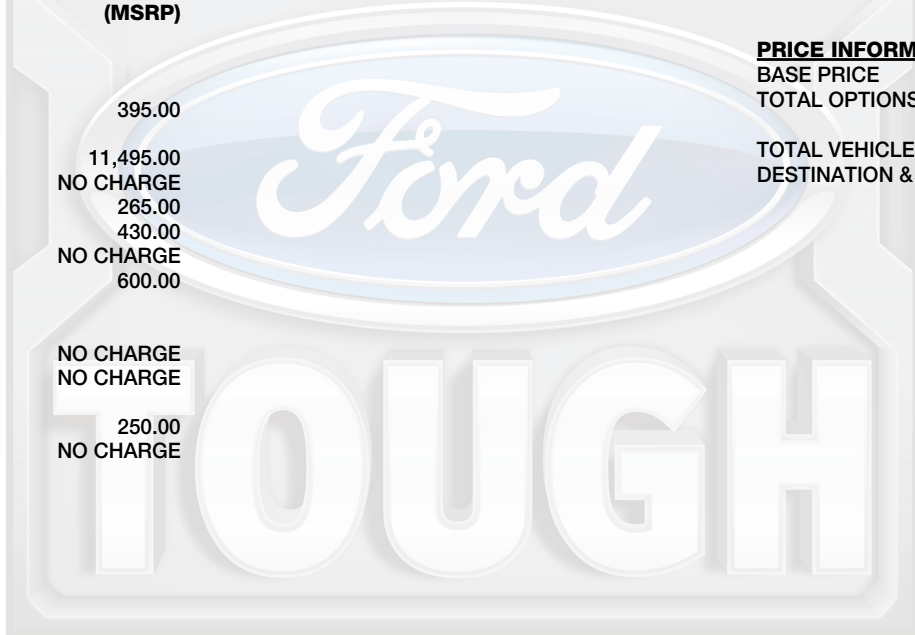 (MSRP)
395.00
11,495.00
NO CHARGE
265.00
430.00
NO CHARGE
600.00
NO CHARGE
NO CHARGE
250.00
NO CHARGE
PRICE INFORM
BASE PRICE
TOTAL OPTIONS
TOTAL VEHICLE
DESTINATION &
Ford
TOUGH